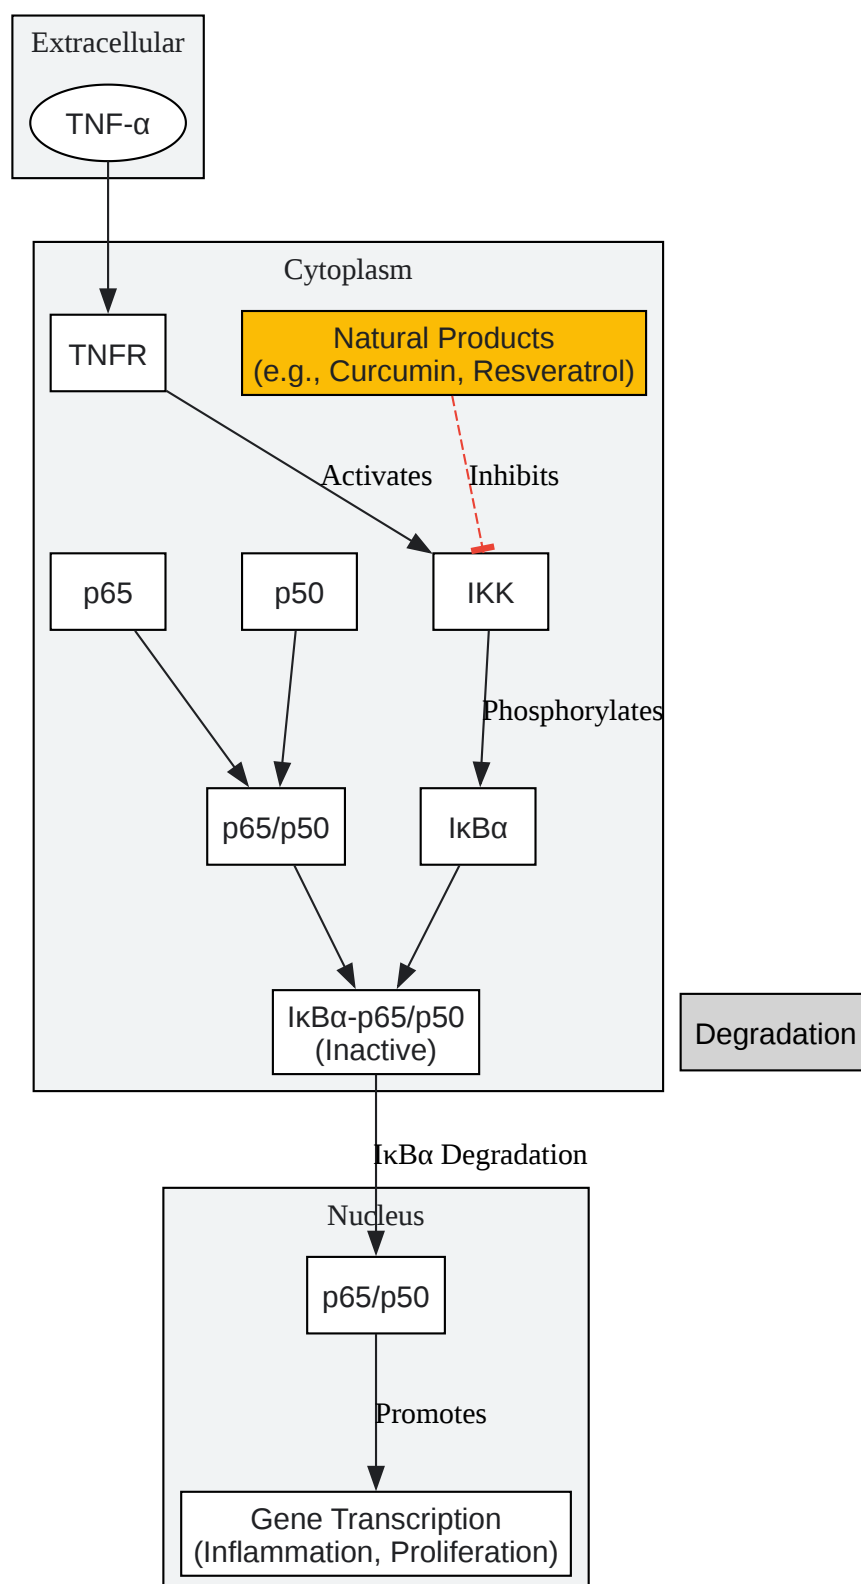 Extracellular
TNF-α
Cytoplasm
TNFR
Natural Products
(e.g., Curcumin, Resveratrol)
Activates
Inhibits
p65
p50
IKK
Phosphorylates
p65/p50
IκBα
IκBα-p65/p50
(Inactive)
Degradation
IκBα Degradation
Nucleus
p65/p50
Promotes
Gene Transcription
(Inflammation, Proliferation)